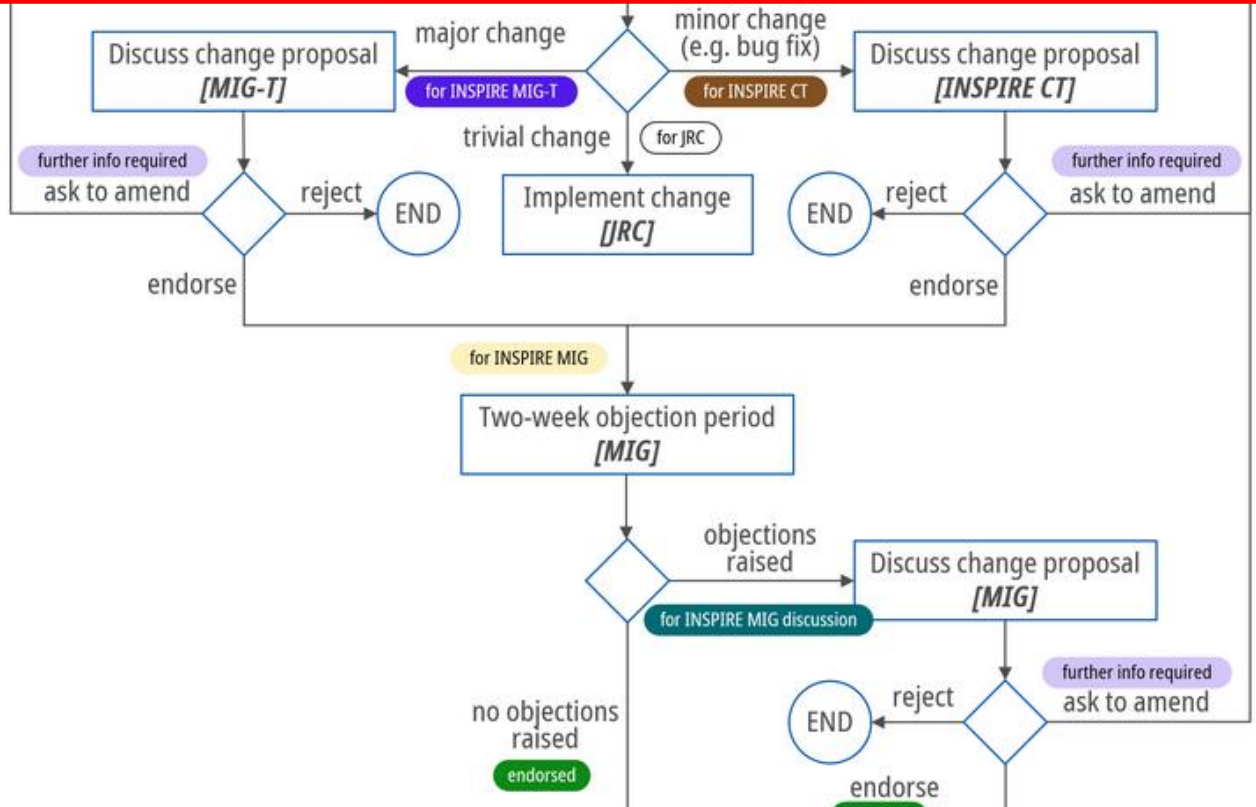 major change
minor change
(e.g. bug fix)
Discuss change proposal
[MIG-T]
for INSPIRE MIG-T
for INSPIRE CT
Discuss change proposal
[INSPIRE CT]
trivial change
for JRC
further info required
ask to amend
reject
END
Implement change
[JRC]
END
reject
further info required
ask to amend
endorse
endorse
for INSPIRE MIG
Two-week objection period
[MIG]
objections
raised
Discuss change proposal
[MIG]
for INSPIRE MIG discussion
no objections
raised
endorsed
END
reject
further info required
ask to amend
endorse